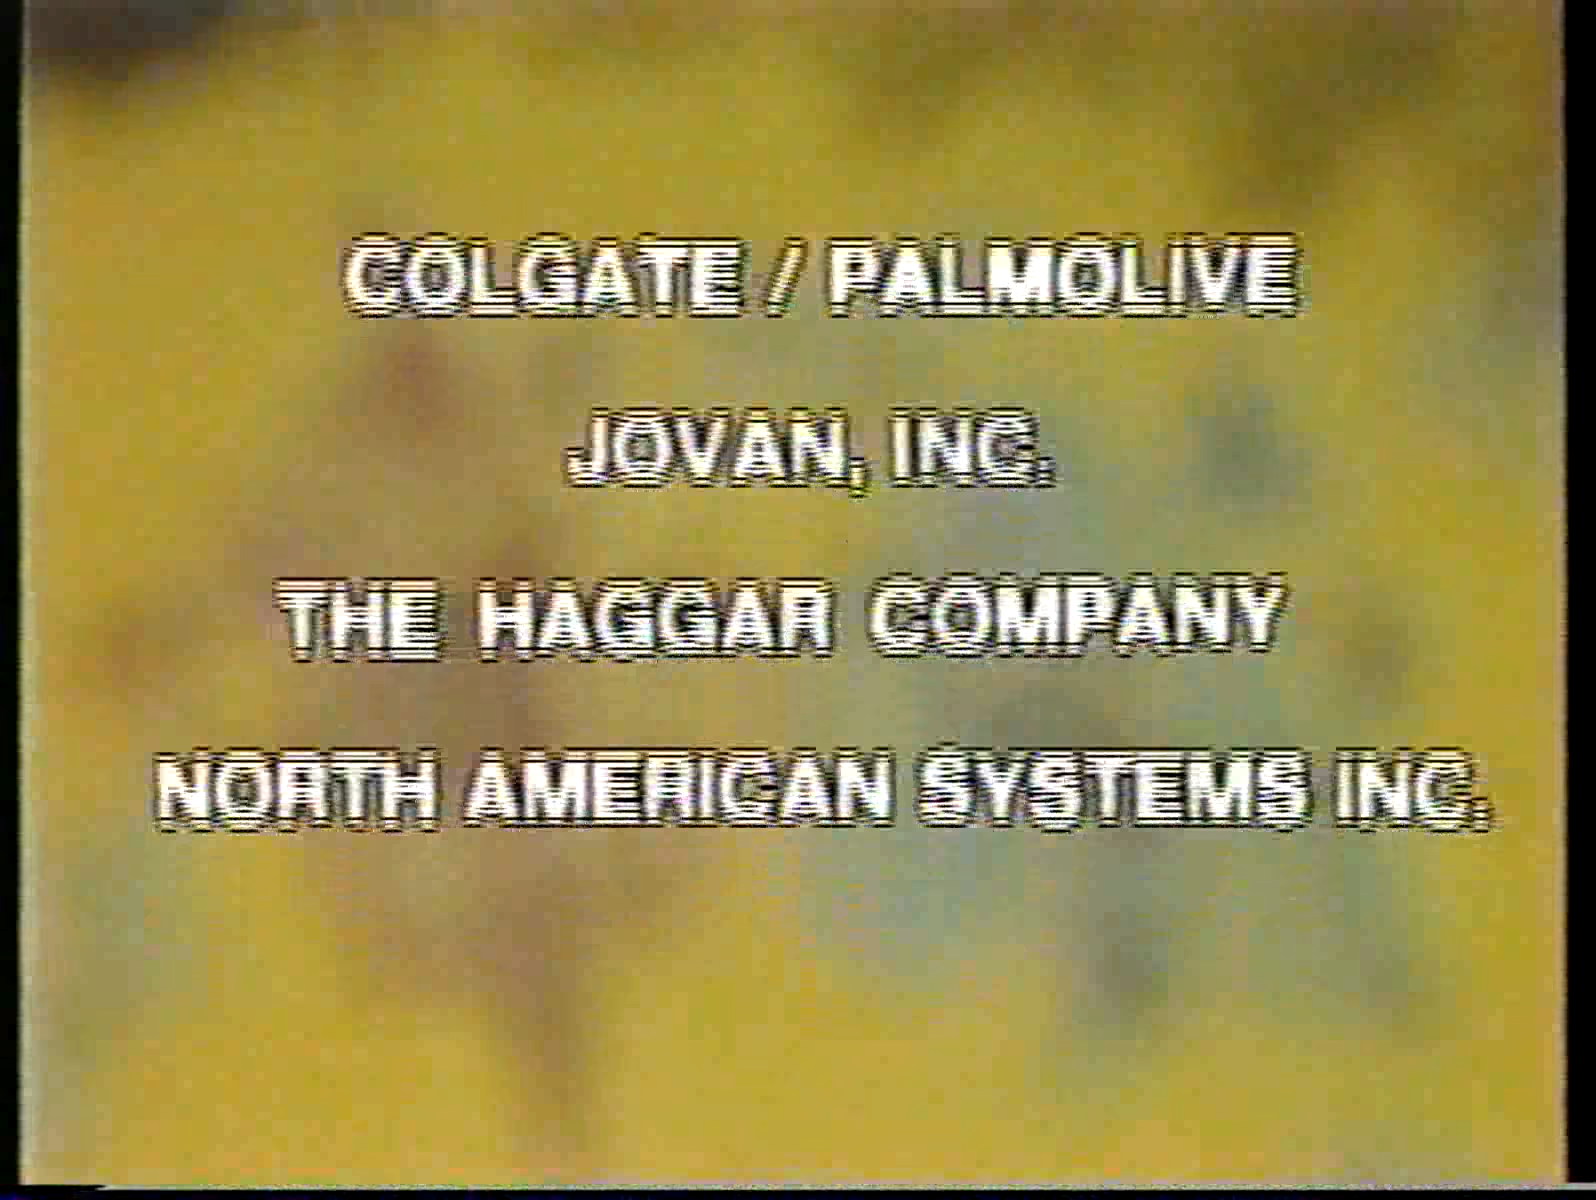 COLGATE / PALMOLIVE
JOVAN, INC.
THE HAGGAR COMPANY
NORTH AMERICAN SYSTEMS INC.